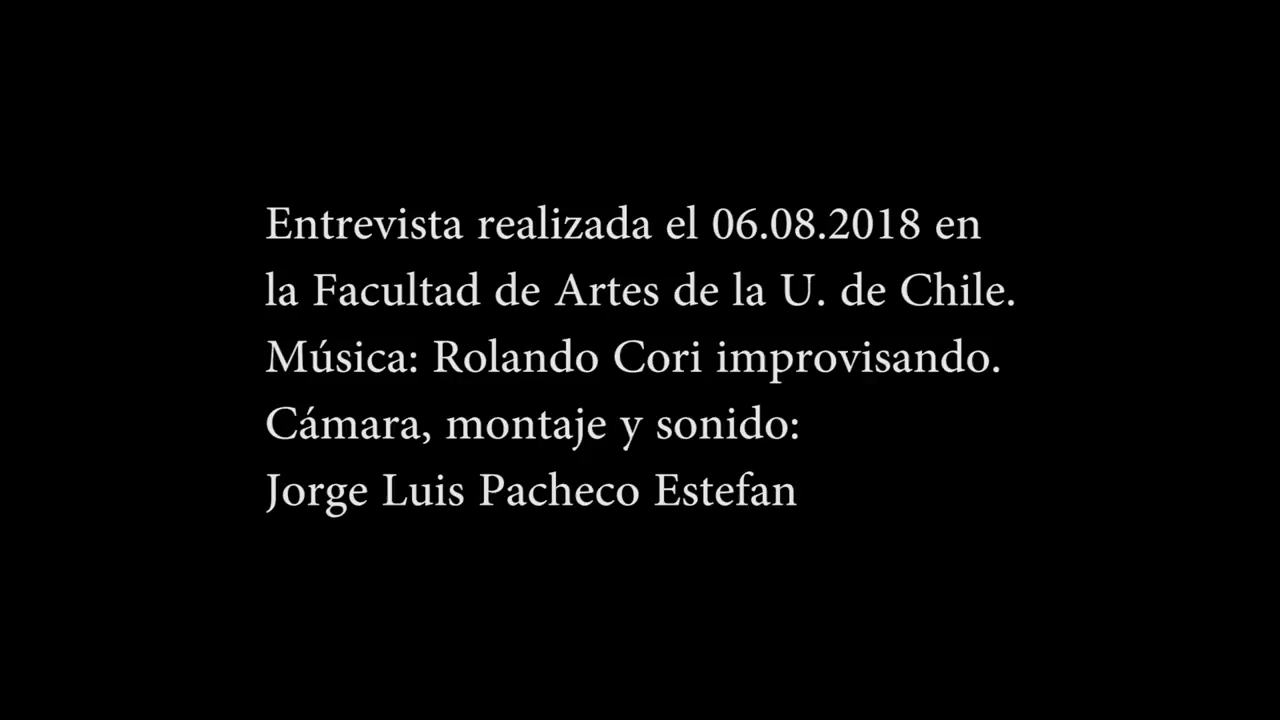 Entrevista realizada el 06.08.2018 en
la Facultad de Artes de la U. de Chile.
Música: Rolando Cori improvisando.
Cámara, montaje y sonido:
Jorge Luis Pacheco Estefan